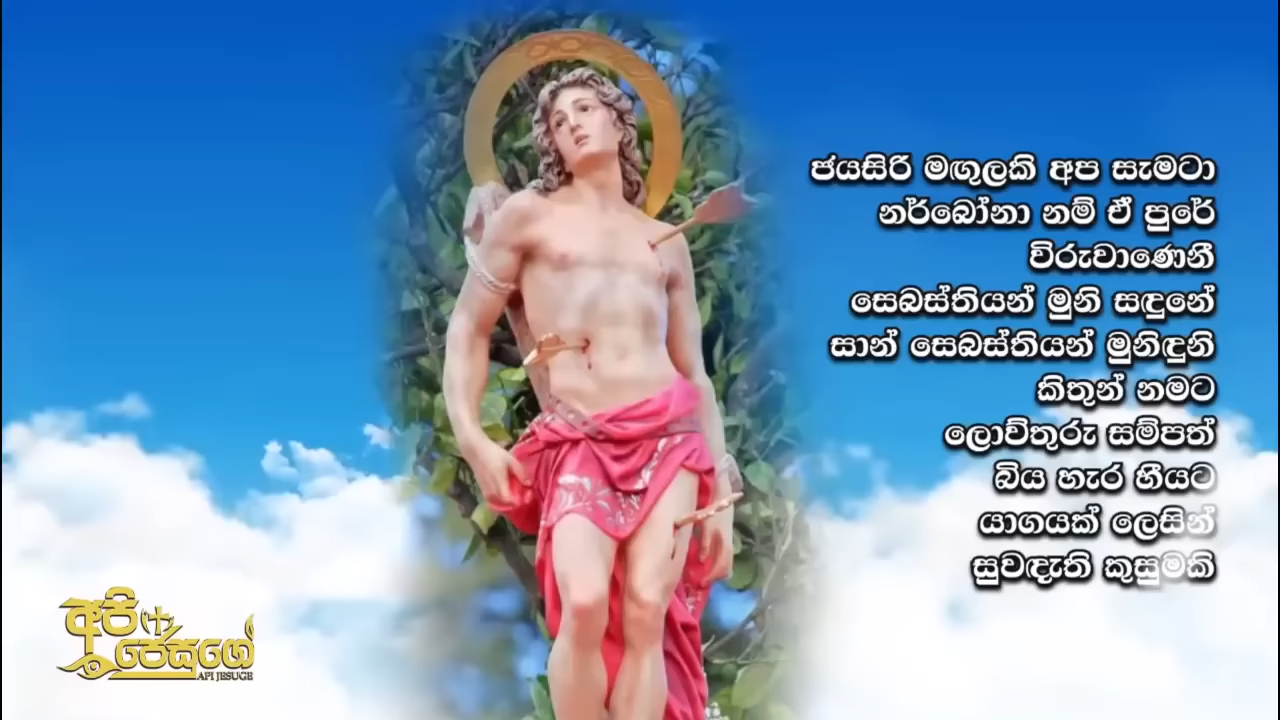 ජයසිරි මඟුලකි අප සැමටා
නර්බෝනා නම් ඒ පුරේ
විරුවාණෙනී
සෙබස්තියන් මුනි සඳුනේ
සාන් සෙබස්තියන් මුනිඳුනි
කිතුන් නමට
ලොව්තුරු සම්පත්
බිය හැර හීයට
යාගයක් ලෙසින්
සුවඳැති කුසුමකි
අපි
ජේසුගේ
API JESUGE